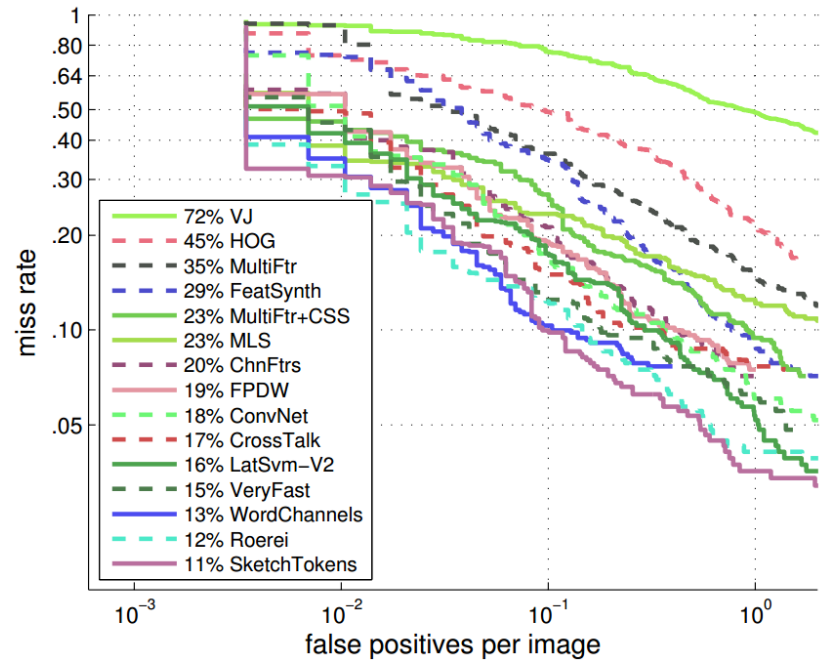 1
.80
.64
.50
.40
.30
.20
.10
.05
miss rate
72% VJ
45% HOG
35% MultiFtr
29% FeatSynth
23% MultiFtr+CSS
23% MLS
20% ChnFtrs
19% FPDW
18% ConvNet
17% CrossTalk
16% LatSvm−V2
15% VeryFast
13% WordChannels
12% Roerei
11% SketchTokens
10⁻³ 10⁻² 10⁻¹ 10⁰
false positives per image